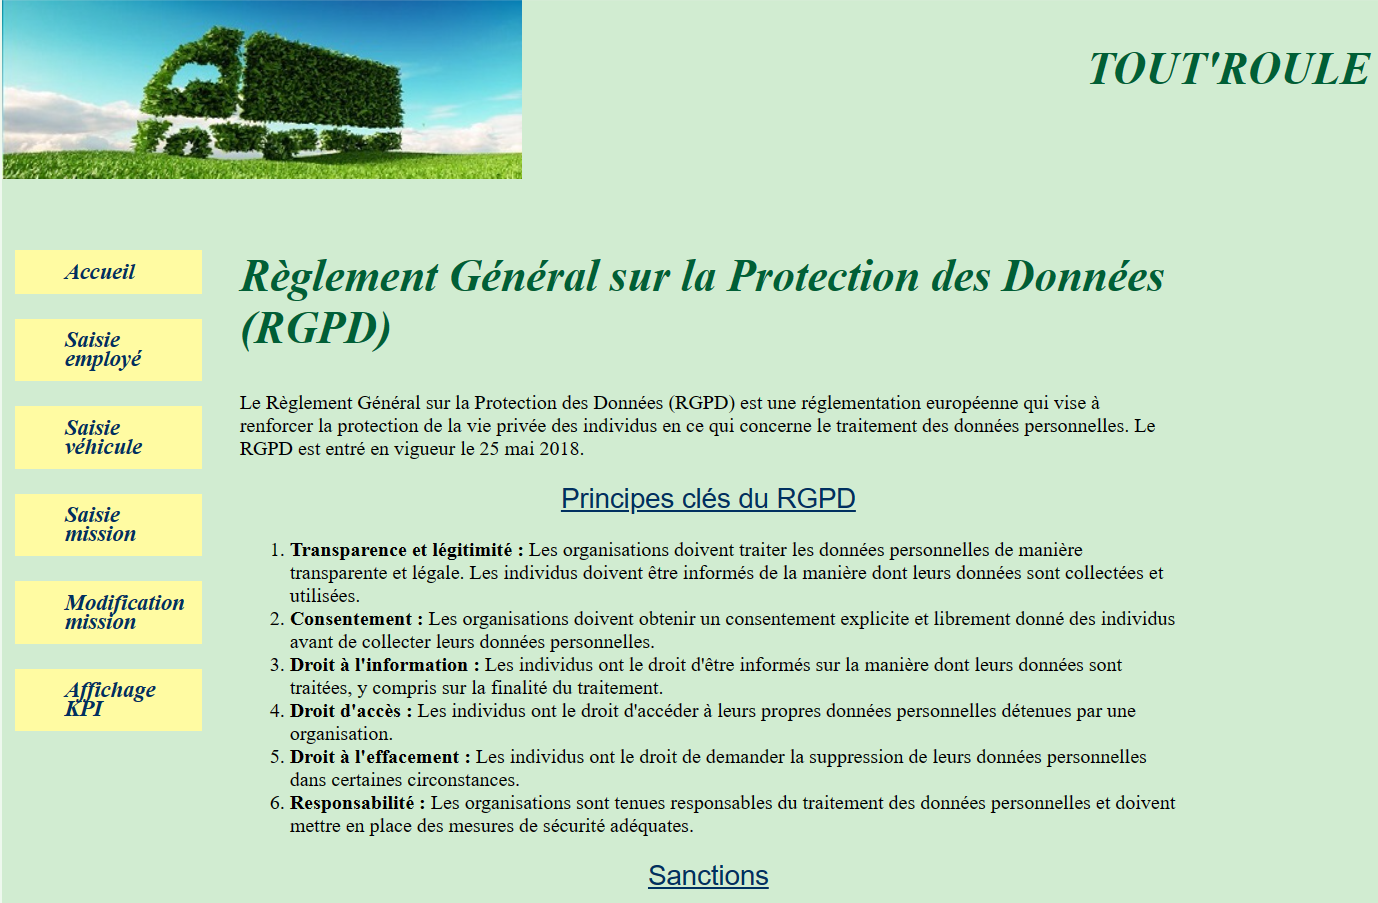 TOUT'ROULE
Accueil
Saisie
employé
Saisie
véhicule
Saisie
mission
Modification
mission
Affichage
KPI
Règlement Général sur la Protection des Données
(RGPD)
Le Règlement Général sur la Protection des Données (RGPD) est une réglementation européenne qui vise à
renforcer la protection de la vie privée des individus en ce qui concerne le traitement des données personnelles. Le
RGPD est entré en vigueur le 25 mai 2018.
Principes clés du RGPD
1. Transparence et légitimité : Les organisations doivent traiter les données personnelles de manière
transparente et légale. Les individus doivent être informés de la manière dont leurs données sont collectées et
utilisées.
2. Consentement : Les organisations doivent obtenir un consentement explicite et librement donné des individus
avant de collecter leurs données personnelles.
3. Droit à l'information : Les individus ont le droit d'être informés sur la manière dont leurs données sont
traitées, y compris sur la finalité du traitement.
4. Droit d'accès : Les individus ont le droit d'accéder à leurs propres données personnelles détenues par une
organisation.
5. Droit à l'effacement : Les individus ont le droit de demander la suppression de leurs données personnelles
dans certaines circonstances.
6. Responsabilité : Les organisations sont tenues responsables du traitement des données personnelles et doivent
mettre en place des mesures de sécurité adéquates.
Sanctions